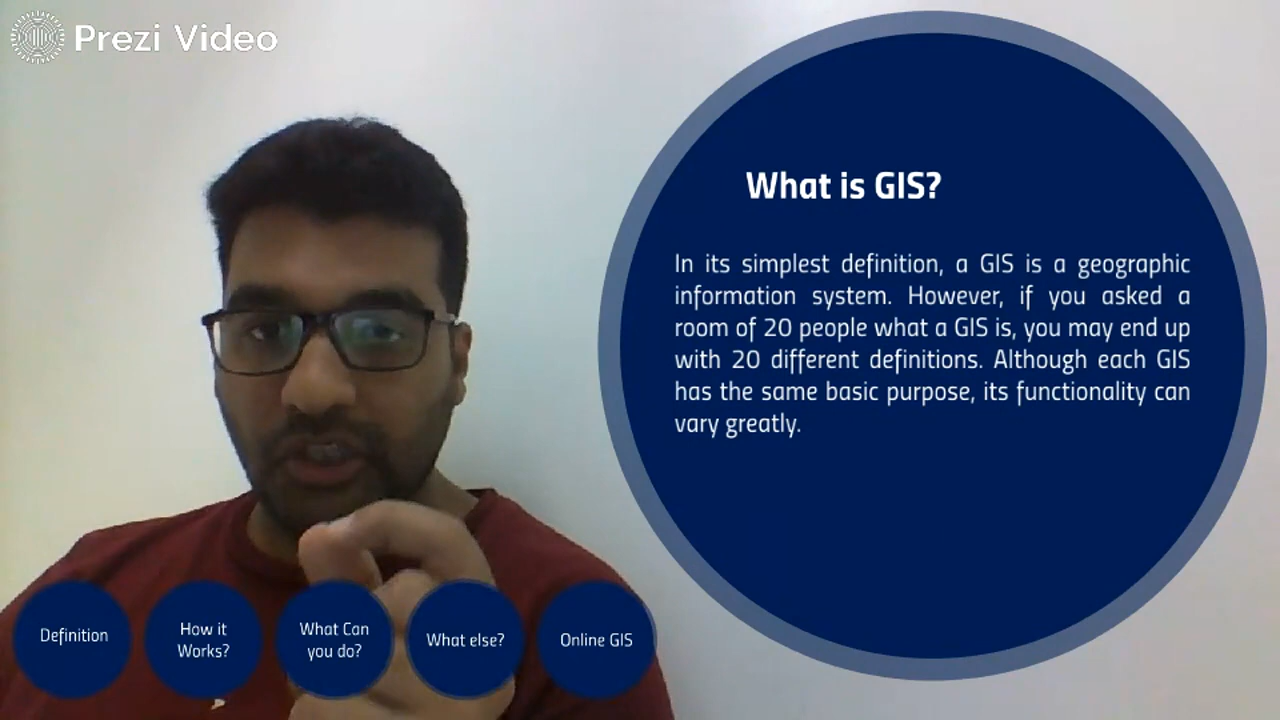 Prezi Video
What is GIS?
In its simplest definition, a GIS is a geographic
information system. However, if you asked a
room of 20 people what a GIS is, you may end up
with 20 different definitions. Although each GIS
has the same basic purpose, its functionality can
vary greatly.
Definition
How it
Works?
What Can
you do?
What else?
Online GIS